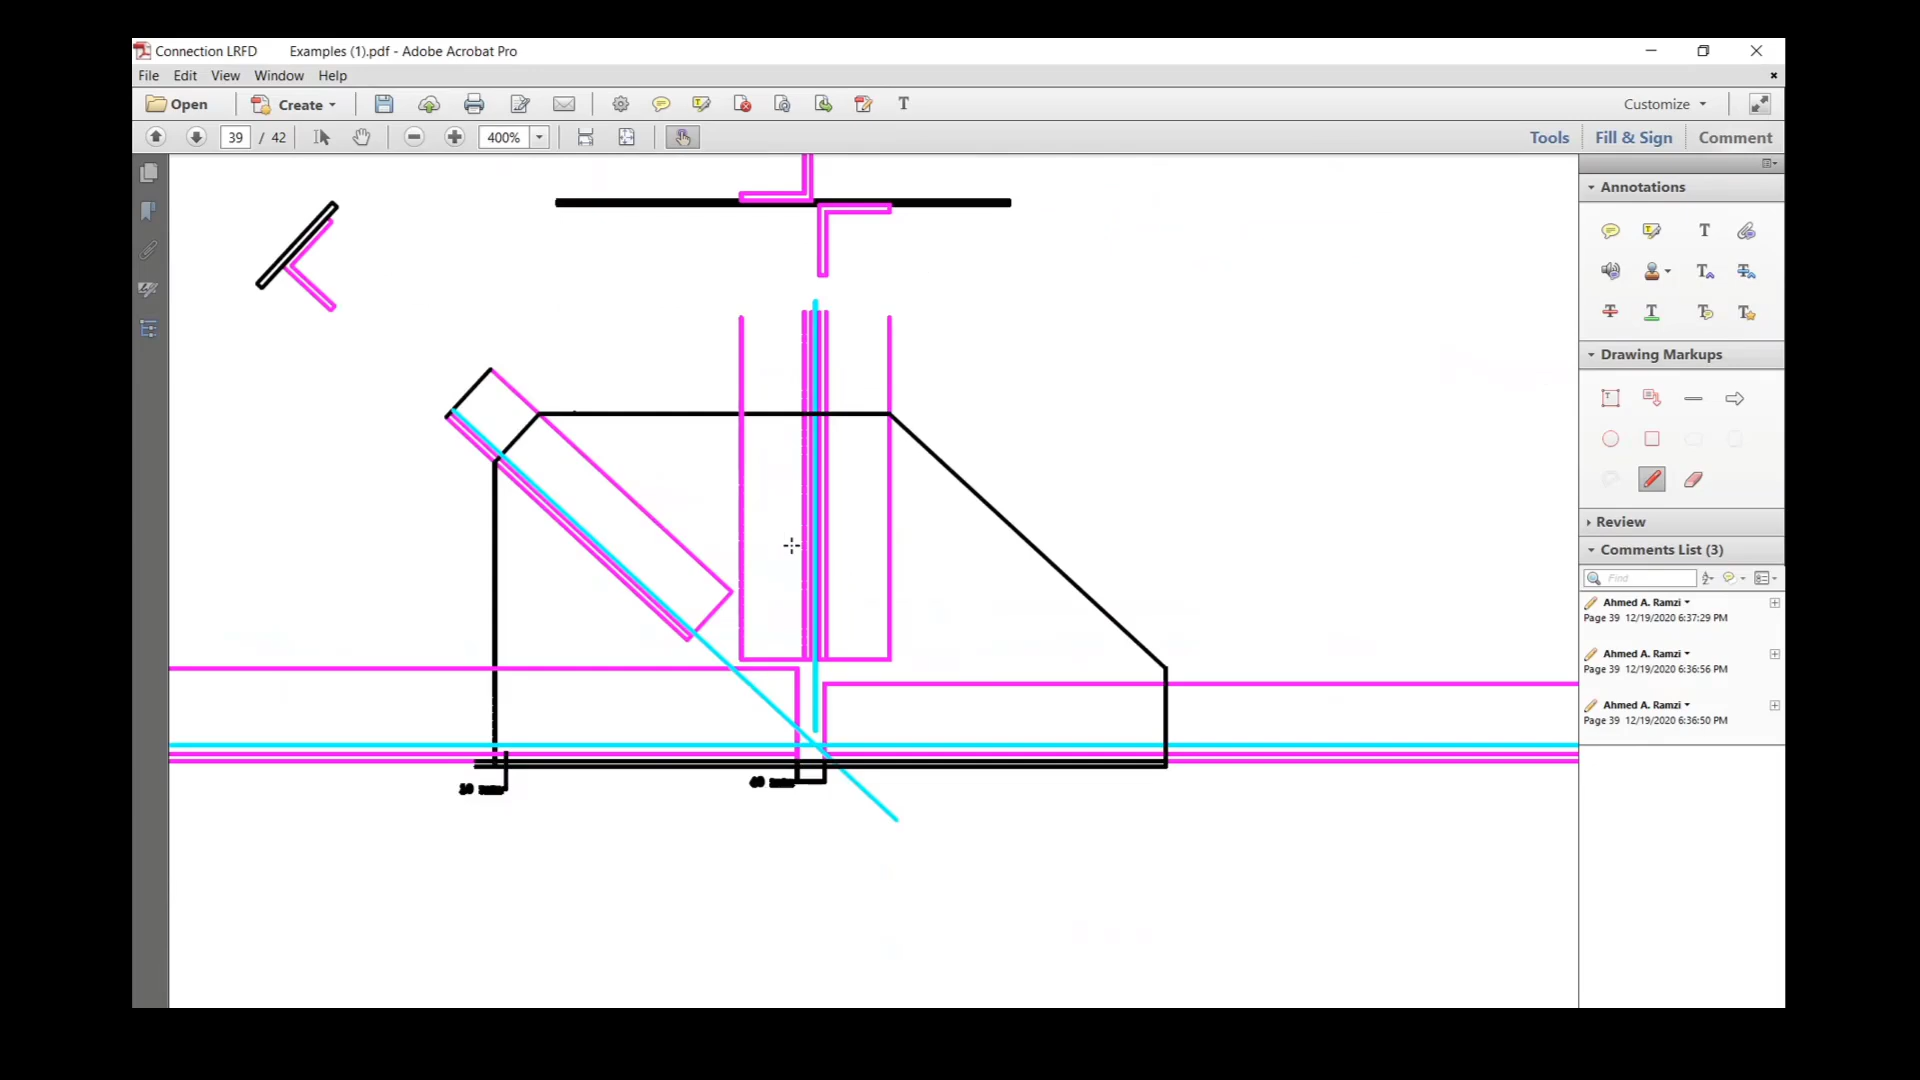 Connection LRFD Examples (1).pdf - Adobe Acrobat Pro
File Edit View Window Help
Open Create Customize
39 / 42 400% Tools Fill & Sign Comment
Annotations
Drawing Markups
Review
Comments List (3)
Find
Ahmed A. Ramzi
Page 39 12/19/2020 6:37:29 PM
Ahmed A. Ramzi
Page 39 12/19/2020 6:36:56 PM
Ahmed A. Ramzi
Page 39 12/19/2020 6:36:50 PM